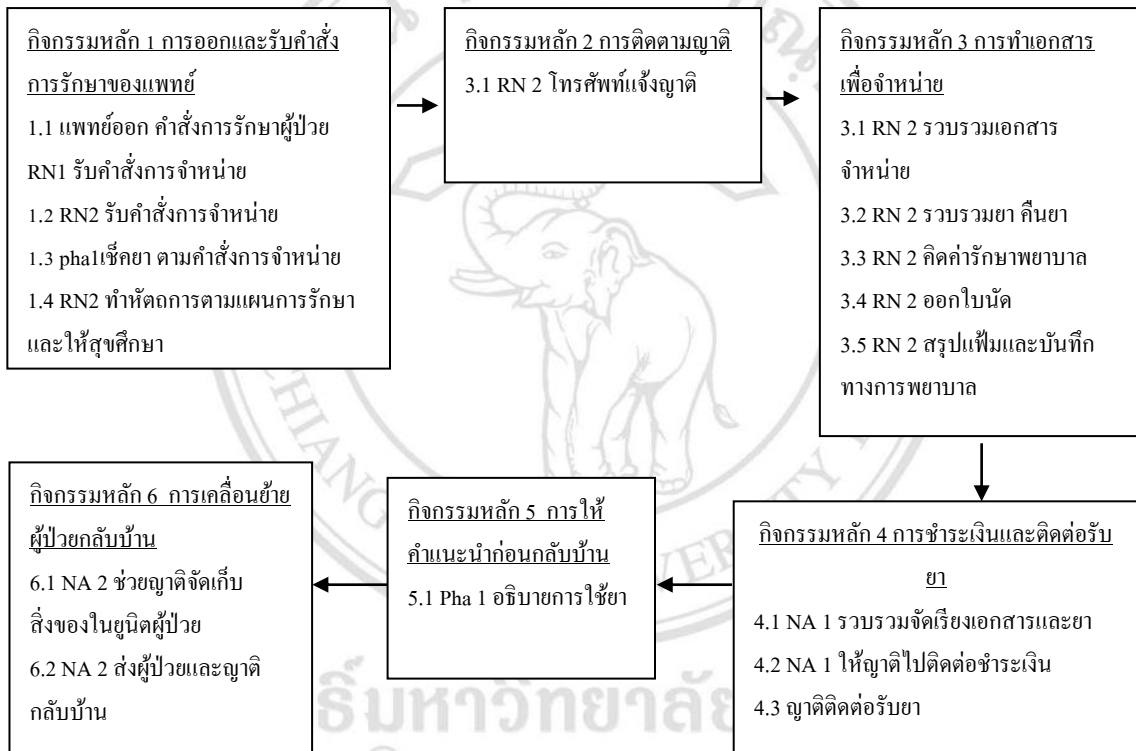 กิจกรรมหลัก 1 การออกและรับคำสั่ง
การรักษาของแพทย์
1.1 แพทย์ออก คำสั่งการรักษาผู้ป่วย
RN1 รับคำสั่งการจำหน่าย
1.2 RN2 รับคำสั่งการจำหน่าย
1.3 pha1เช็คยา ตามคำสั่งการจำหน่าย
1.4 RN2 ทำหัตถการตามแผนการรักษา
และให้สุขศึกษา
กิจกรรมหลัก 2 การติดตามญาติ
3.1 RN 2 โทรศัพท์แจ้งญาติ
กิจกรรมหลัก 3 การทำเอกสาร
เพื่อจำหน่าย
3.1 RN 2 รวบรวมเอกสาร
จำหน่าย
3.2 RN 2 รวบรวมยา คืนยา
3.3 RN 2 คิดค่ารักษาพยาบาล
3.4 RN 2 ออกใบนัด
3.5 RN 2 สรุปแฟ้มและบันทึก
ทางการพยาบาล
กิจกรรมหลัก 4 การชำระเงินและติดต่อรับ
ยา
4.1 NA 1 รวบรวมจัดเรียงเอกสารและยา
4.2 NA 1 ให้ญาติไปติดต่อชำระเงิน
4.3 ญาติติดต่อรับยา
กิจกรรมหลัก 5 การให้
คำแนะนำก่อนกลับบ้าน
5.1 Pha 1 อธิบายการใช้ยา
กิจกรรมหลัก 6 การเคลื่อนย้าย
ผู้ป่วยกลับบ้าน
6.1 NA 2 ช่วยญาติจัดเก็บ
สิ่งของในยูนิตผู้ป่วย
6.2 NA 2 ส่งผู้ป่วยและญาติ
กลับบ้าน